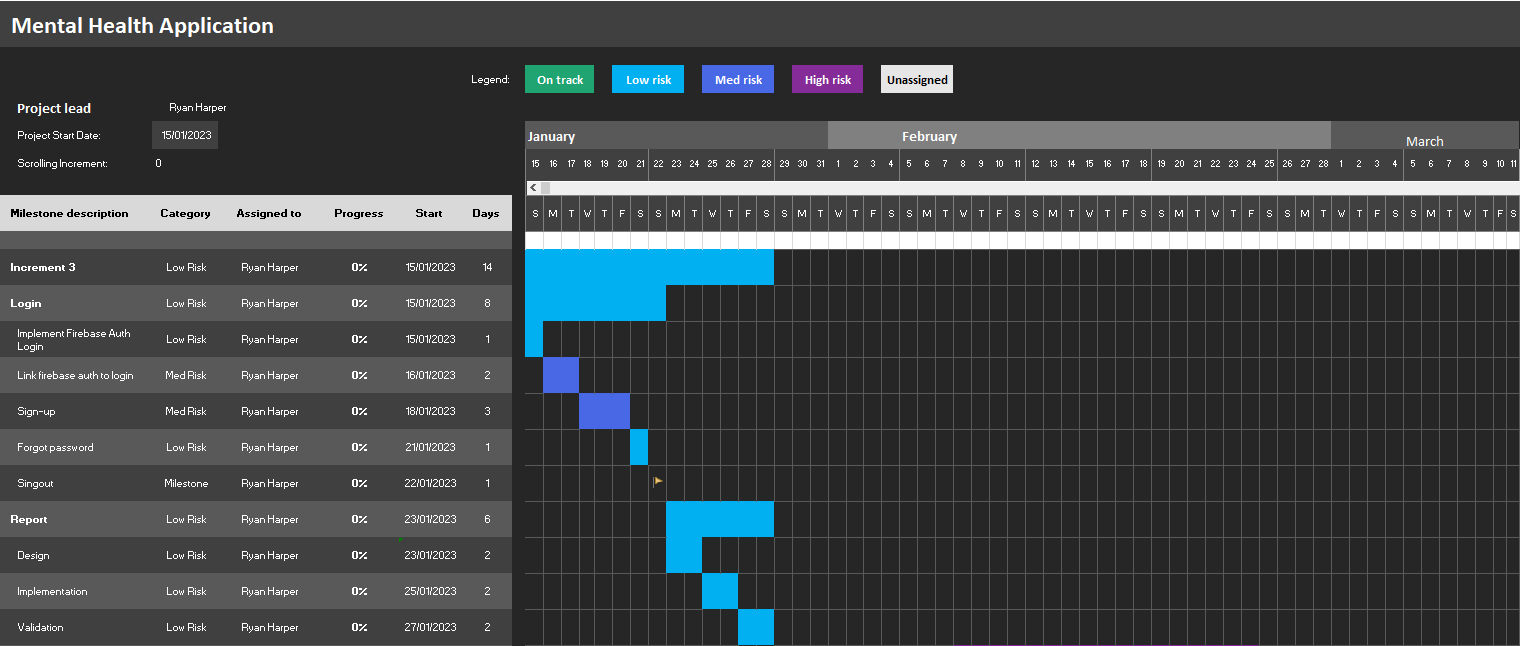 Mental Health Application
Legend: On track Low risk Med risk High risk Unassigned
Project lead Ryan Harper
Project Start Date: 15/01/2023
Scrolling Increment: 0
January February March
15 16 17 18 19 20 21 22 23 24 25 26 27 28 29 30 31 1 2 3 4 5 6 7 8 9 10 11 12 13 14 15 16 17 18 19 20 21 22 23 24 25 26 27 28 1 2 3 4 5 6 7 8 9 10 11
Milestone description Category Assigned to Progress Start Days
S M T W T F S S M T W T F S S M T W T F S S M T W T F S S M T W T F S S M T W T F S S M T W T F S S M T W T F S
Increment 3 Low Risk Ryan Harper 0% 15/01/2023 14
Login Low Risk Ryan Harper 0% 15/01/2023 8
Implement Firebase Auth
Login Low Risk Ryan Harper 0% 15/01/2023 1
Link firebase auth to login Med Risk Ryan Harper 0% 16/01/2023 2
Sign-up Med Risk Ryan Harper 0% 18/01/2023 3
Forgot password Low Risk Ryan Harper 0% 21/01/2023 1
Singout Milestone Ryan Harper 0% 22/01/2023 1
Report Low Risk Ryan Harper 0% 23/01/2023 6
Design Low Risk Ryan Harper 0% 23/01/2023 2
Implementation Low Risk Ryan Harper 0% 25/01/2023 2
Validation Low Risk Ryan Harper 0% 27/01/2023 2